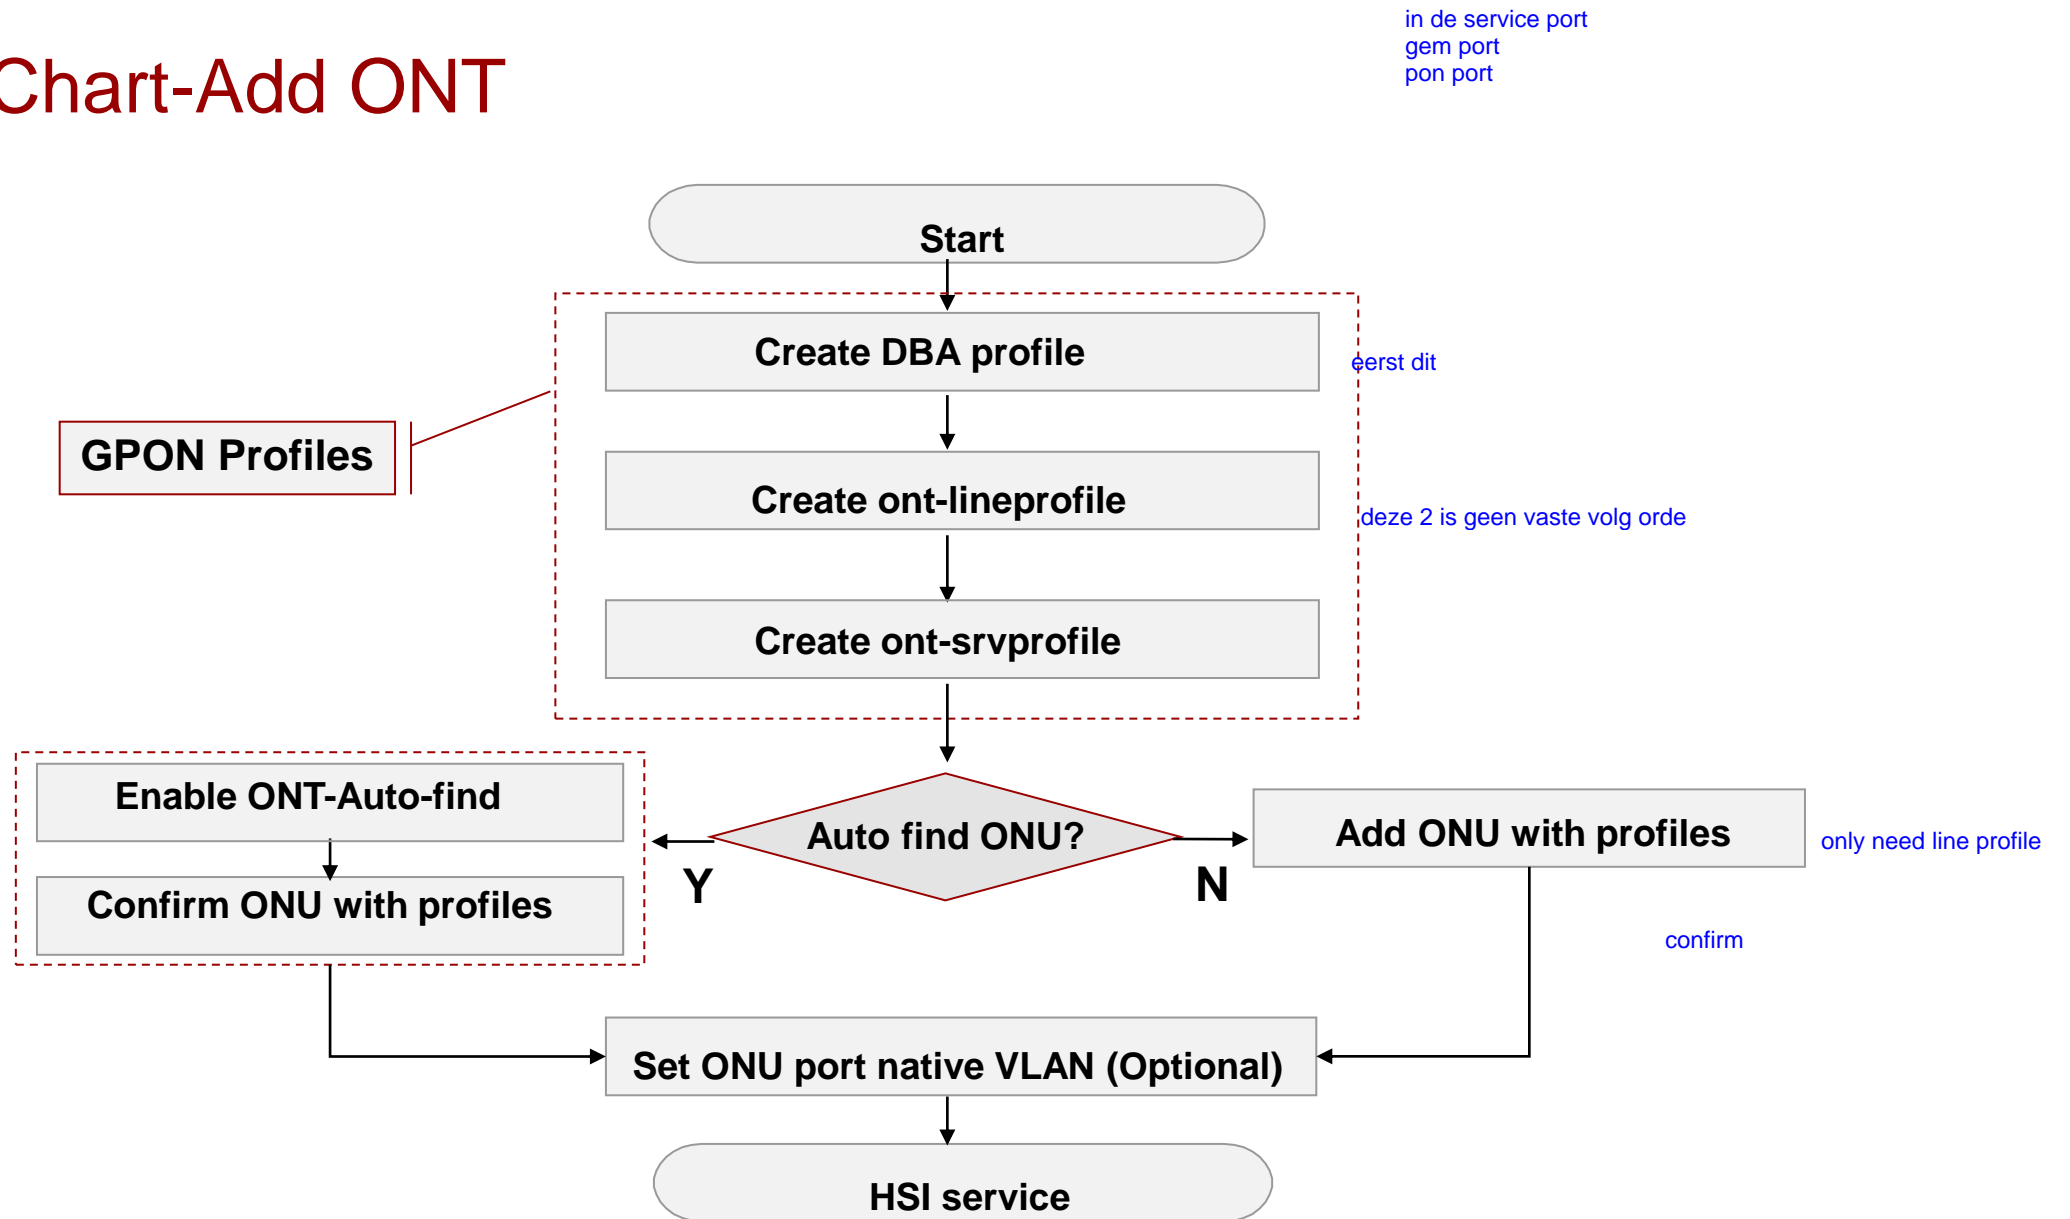 in de service port
gem port
pon port
Chart-Add ONT
Start
Create DBA profile
eerst dit
GPON Profiles
Create ont-lineprofile
deze 2 is geen vaste volg orde
Create ont-srvprofile
Enable ONT-Auto-find
Auto find ONU?
Add ONU with profiles
only need line profile
Y
N
Confirm ONU with profiles
confirm
Set ONU port native VLAN (Optional)
HSI service